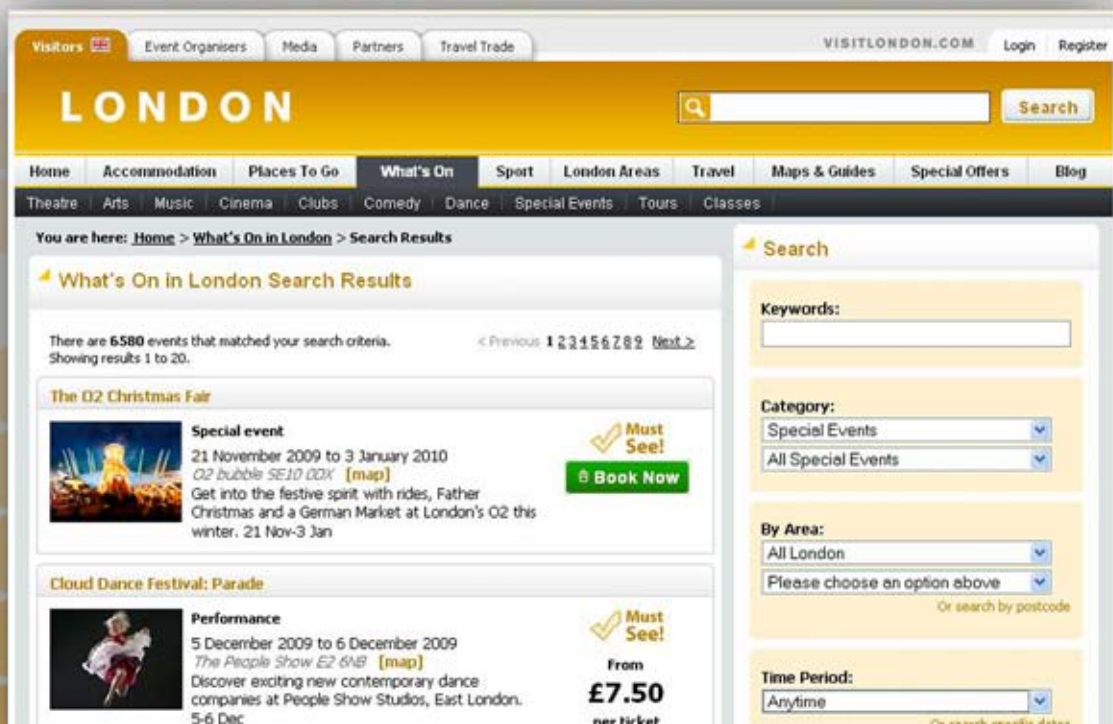 Visitors
Event Organisers
Media
Partners
Travel Trade
VISITLONDON.COM
Login
Register
LONDON
Search
Home
Accommodation
Places To Go
What's On
Sport
London Areas
Travel
Maps & Guides
Special Offers
Blog
Theatre
Arts
Music
Cinema
Clubs
Comedy
Dance
Special Events
Tours
Classes
You are here: Home > What's On in London > Search Results
What's On in London Search Results
There are 6580 events that matched your search criteria.
Showing results 1 to 20.
< Previous 1 2 3 4 5 6 7 8 9 Next >
The O2 Christmas Fair
Special event
21 November 2009 to 3 January 2010
O2 bubble SE10 0DX [map]
Get into the festive spirit with rides, Father
Christmas and a German Market at London's O2 this
winter. 21 Nov-3 Jan
Must
See!
Book Now
Cloud Dance Festival: Parade
Performance
5 December 2009 to 6 December 2009
The People Show E2 6NB [map]
Discover exciting new contemporary dance
companies at People Show Studios, East London.
5-6 Dec
Must
See!
From
£7.50
per ticket
Search
Keywords:
Category:
Special Events
All Special Events
By Area:
All London
Please choose an option above
Or search by postcode
Time Period:
Anytime
Or search specific dates